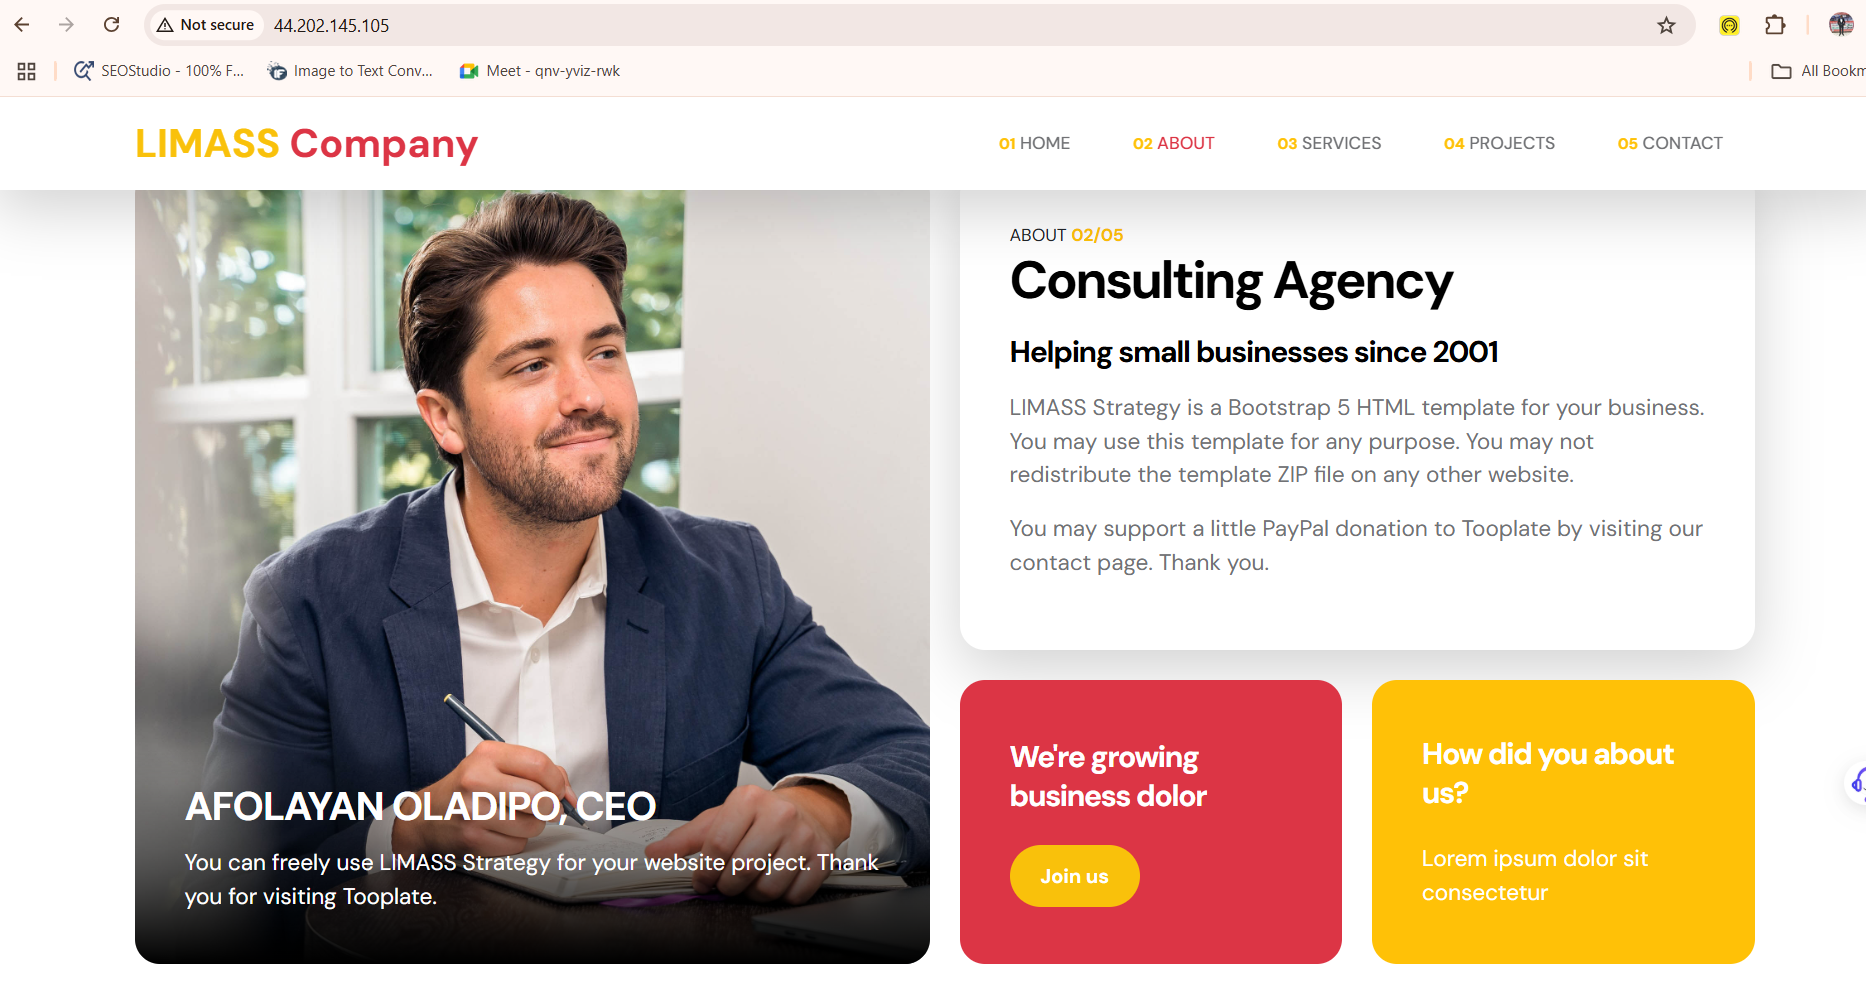 Not secure 44.202.145.105
SEOStudio - 100% F...
Image to Text Conv...
Meet - qnv-yviz-rwk
All Bookm
LIMASS Company
01 HOME
02 ABOUT
03 SERVICES
04 PROJECTS
05 CONTACT
AFOLAYAN OLADIPO, CEO
You can freely use LIMASS Strategy for your website project. Thank
you for visiting Tooplate.
ABOUT 02/05
Consulting Agency
Helping small businesses since 2001
LIMASS Strategy is a Bootstrap 5 HTML template for your business.
You may use this template for any purpose. You may not
redistribute the template ZIP file on any other website.
You may support a little PayPal donation to Tooplate by visiting our
contact page. Thank you.
We're growing
business dolor
Join us
How did you about
us?
Lorem ipsum dolor sit
consectetur